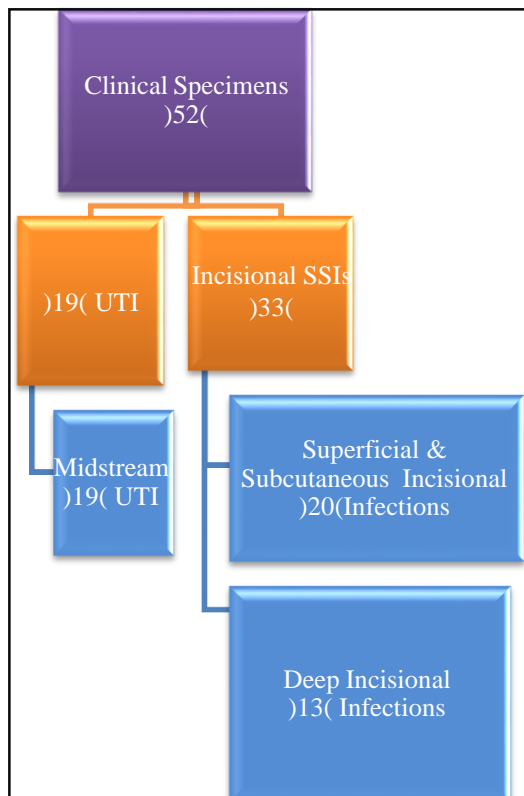 Clinical Specimens
)52(
)19( UTI
Incisional SSIs
)33(
Midstream
)19( UTI
Superficial &
Subcutaneous Incisional
)20(Infections
Deep Incisional
)13( Infections